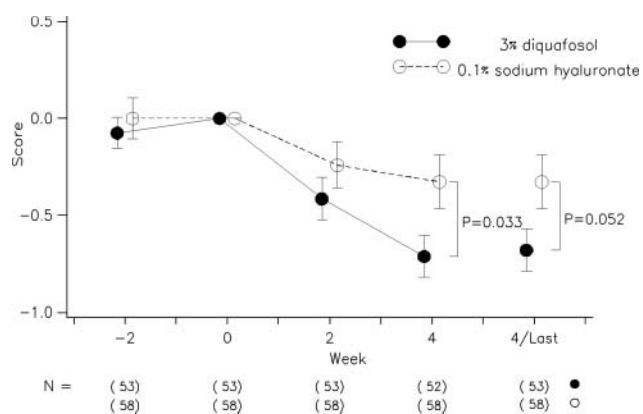 −0.5
3% diquafosol
0.1% sodium hyaluronate
0.0
Score
−0.5
P=0.033
P=0.052
−1.0
−2 0 2 4 4/Last
Week
N = (53) (53) (53) (52) (53)
(58) (58) (58) (58) (58)